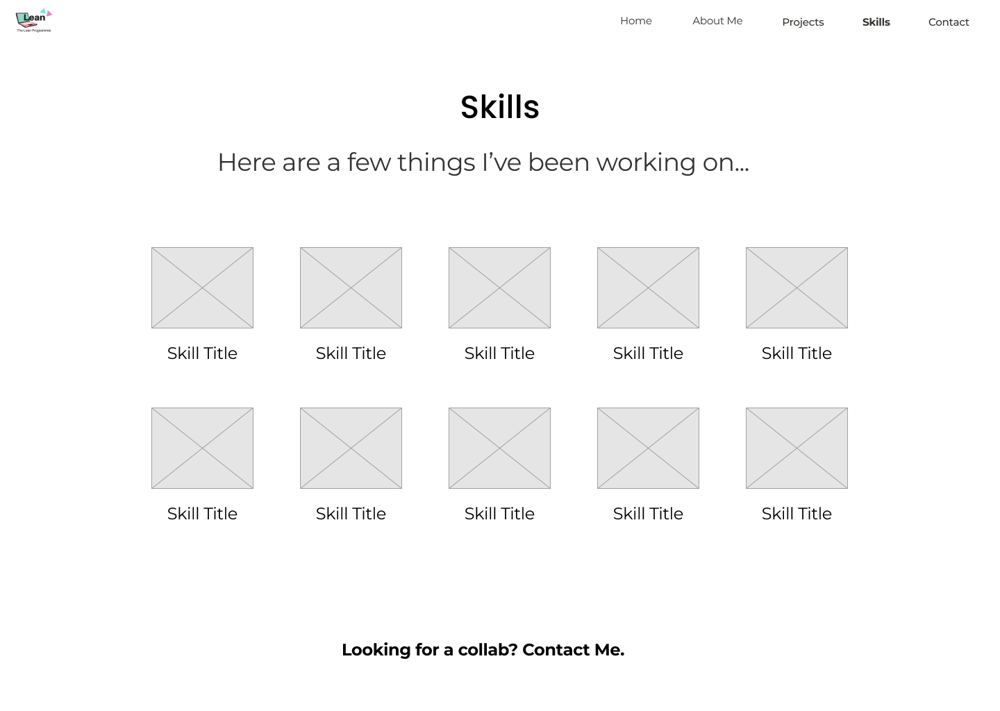 Lean
The Lean Programmer
Home About Me Projects Skills Contact
Skills
Here are a few things I’ve been working on...
Skill Title Skill Title Skill Title Skill Title Skill Title
Skill Title Skill Title Skill Title Skill Title Skill Title
Looking for a collab? Contact Me.